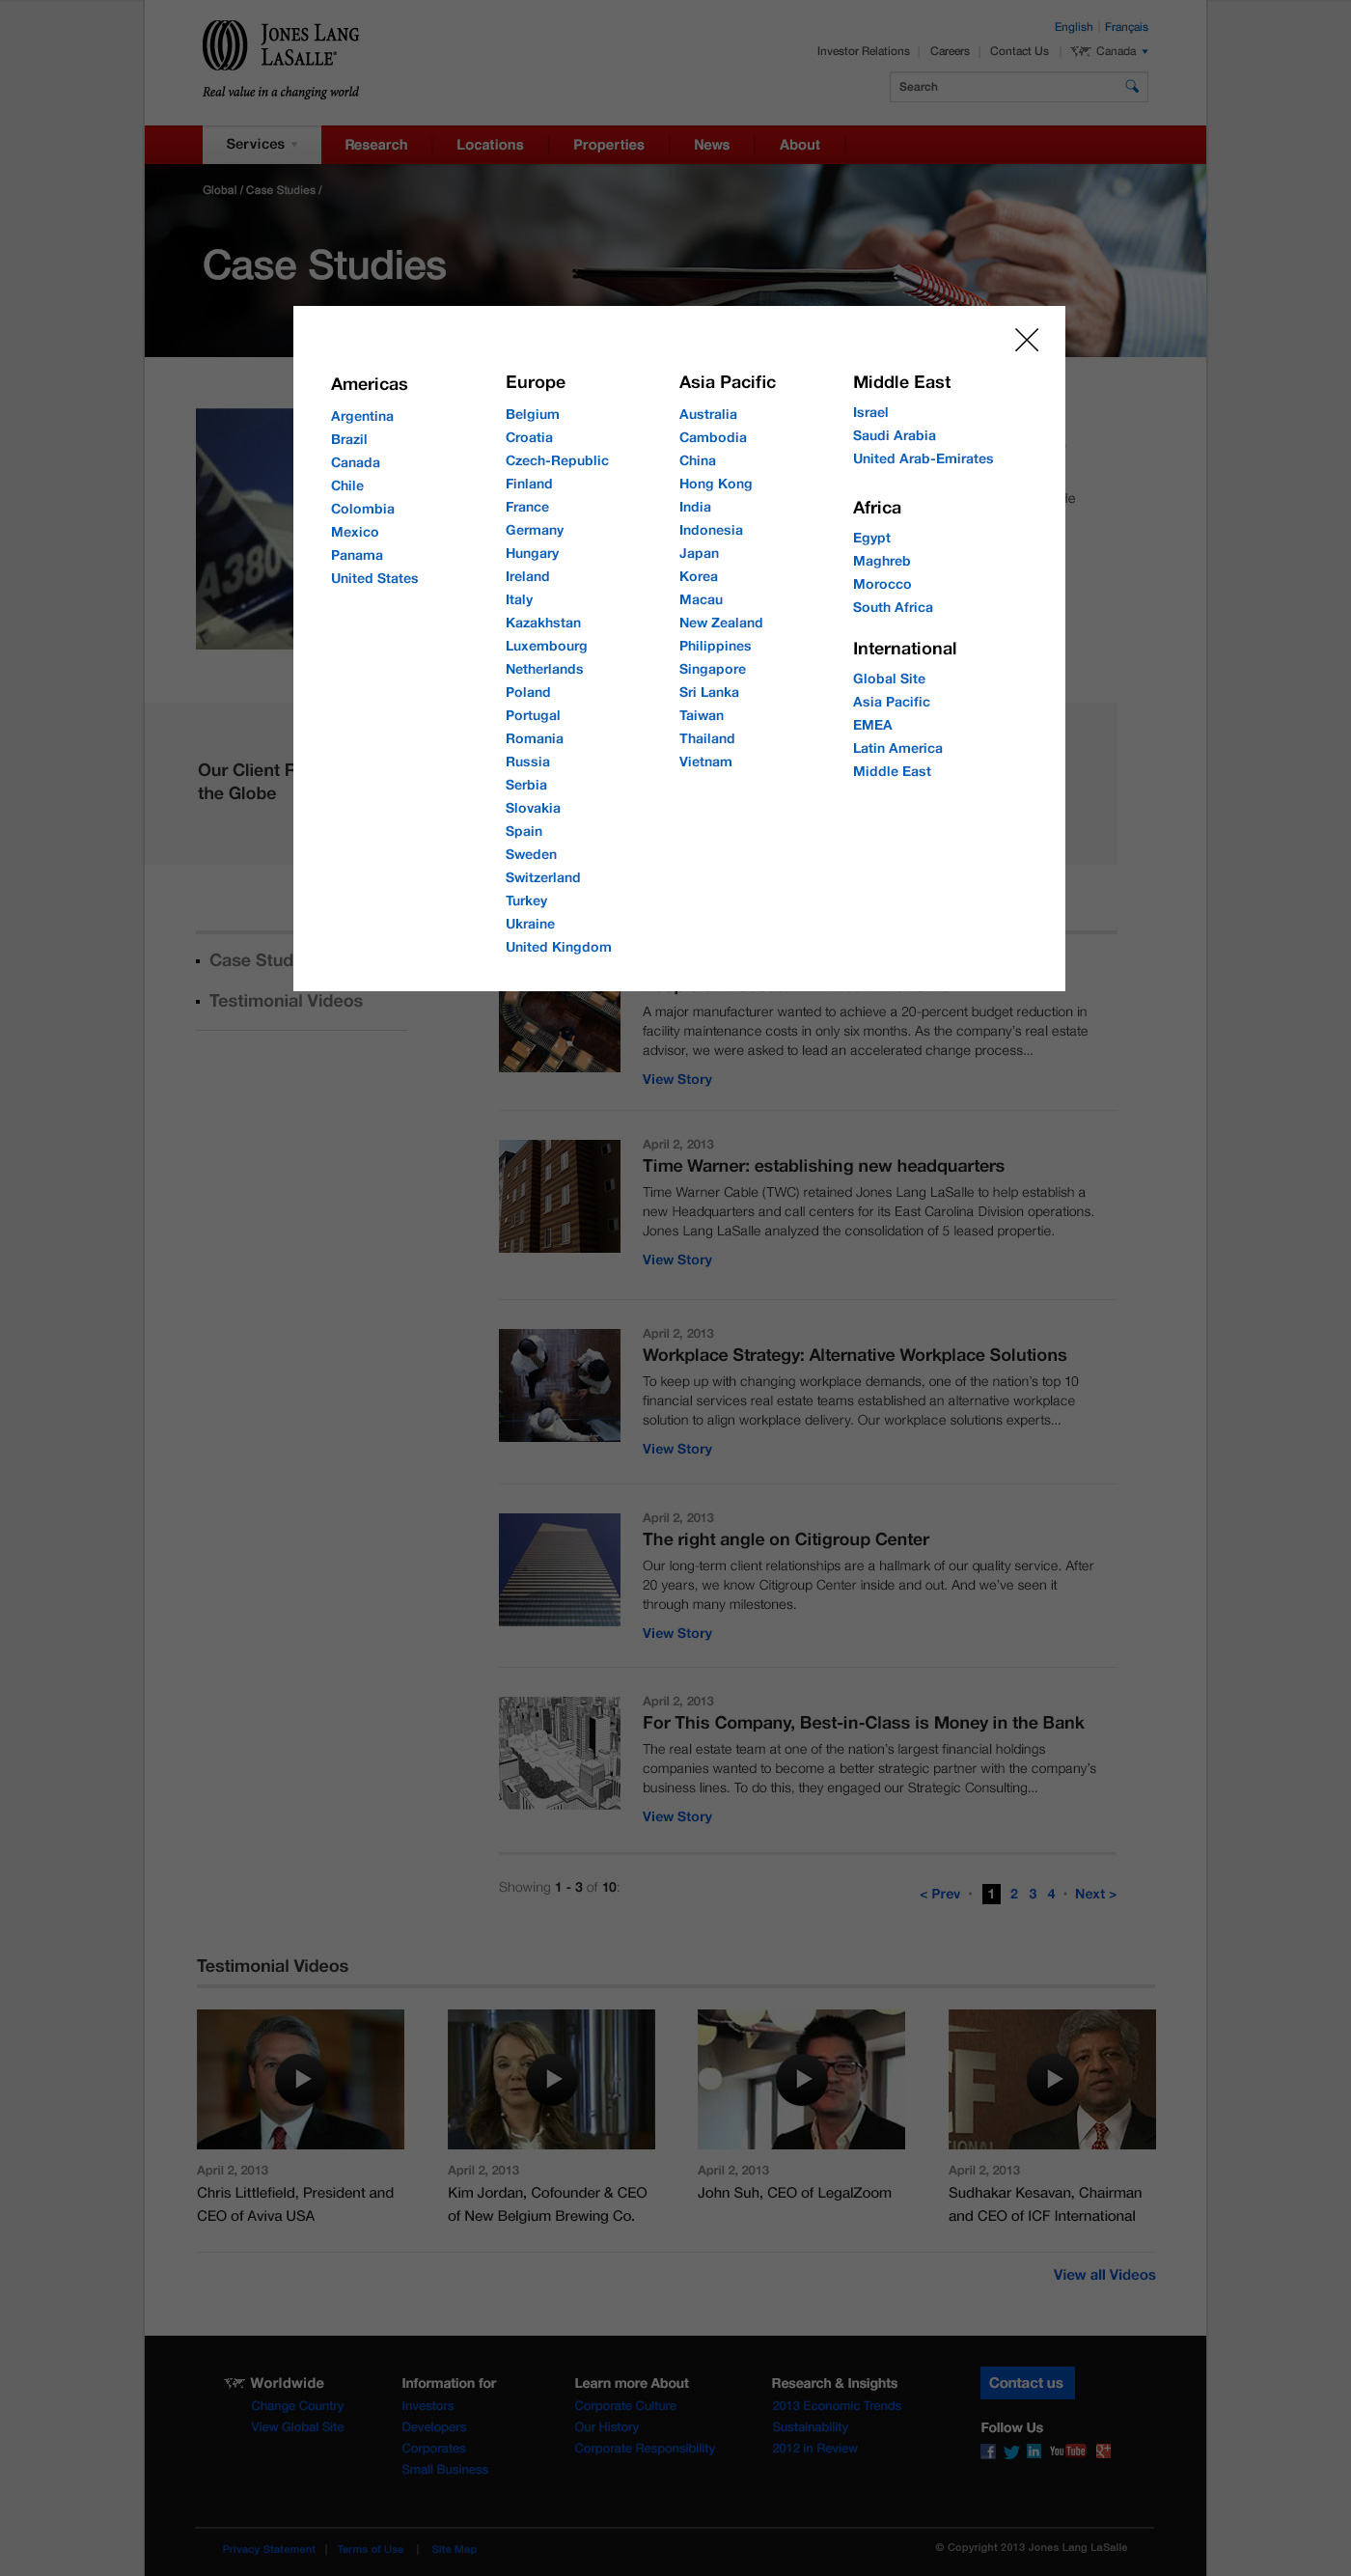 English | Français
JONES LANG
LASALLE®
Real value in a changing world
Investor Relations | Careers | Contact Us | Canada
Search
Services Research Locations Properties News About
Global / Case Studies /
Case Studies
Americas
Argentina
Brazil
Canada
Chile
Colombia
Mexico
Panama
United States
Europe
Belgium
Croatia
Czech-Republic
Finland
France
Germany
Hungary
Ireland
Italy
Kazakhstan
Luxembourg
Netherlands
Poland
Portugal
Romania
Russia
Serbia
Slovakia
Spain
Sweden
Switzerland
Turkey
Ukraine
United Kingdom
Asia Pacific
Australia
Cambodia
China
Hong Kong
India
Indonesia
Japan
Korea
Macau
New Zealand
Philippines
Singapore
Sri Lanka
Taiwan
Thailand
Vietnam
Middle East
Israel
Saudi Arabia
United Arab-Emirates
Africa
Egypt
Maghreb
Morocco
South Africa
International
Global Site
Asia Pacific
EMEA
Latin America
Middle East
A380
Our Client
the Globe
Case Stud
Testimonial Videos
A major manufacturer wanted to achieve a 20-percent budget reduction in
facility maintenance costs in only six months. As the company's real estate
advisor, we were asked to lead an accelerated change process...
View Story
April 2, 2013
Time Warner: establishing new headquarters
Time Warner Cable (TWC) retained Jones Lang LaSalle to help establish a
new Headquarters and call centers for its East Carolina Division operations.
Jones Lang LaSalle analyzed the consolidation of 5 leased propertie.
View Story
April 2, 2013
Workplace Strategy: Alternative Workplace Solutions
To keep up with changing workplace demands, one of the nation's top 10
financial services real estate teams established an alternative workplace
solution to align workplace delivery. Our workplace solutions experts...
View Story
April 2, 2013
The right angle on Citigroup Center
Our long-term client relationships are a hallmark of our quality service. After
20 years, we know Citigroup Center inside and out. And we've seen it
through many milestones.
View Story
April 2, 2013
For This Company, Best-in-Class is Money in the Bank
The real estate team at one of the nation's largest financial holdings
companies wanted to become a better strategic partner with the company's
business lines. To do this, they engaged our Strategic Consulting...
View Story
Showing 1 - 3 of 10:
< Prev • 1 2 3 4 • Next >
Testimonial Videos
April 2, 2013
Chris Littlefield, President and
CEO of Aviva USA
April 2, 2013
Kim Jordan, Cofounder & CEO
of New Belgium Brewing Co.
April 2, 2013
John Suh, CEO of LegalZoom
April 2, 2013
Sudhakar Kesavan, Chairman
and CEO of ICF International
View all Videos
Worldwide
Change Country
View Global Site
Information for
Investors
Developers
Corporates
Small Business
Learn more About
Corporate Culture
Our History
Corporate Responsibility
Research & Insights
2013 Economic Trends
Sustainability
2012 in Review
Contact us
Follow Us
You Tube
Privacy Statement | Terms of Use | Site Map
© Copyright 2013 Jones Lang LaSalle